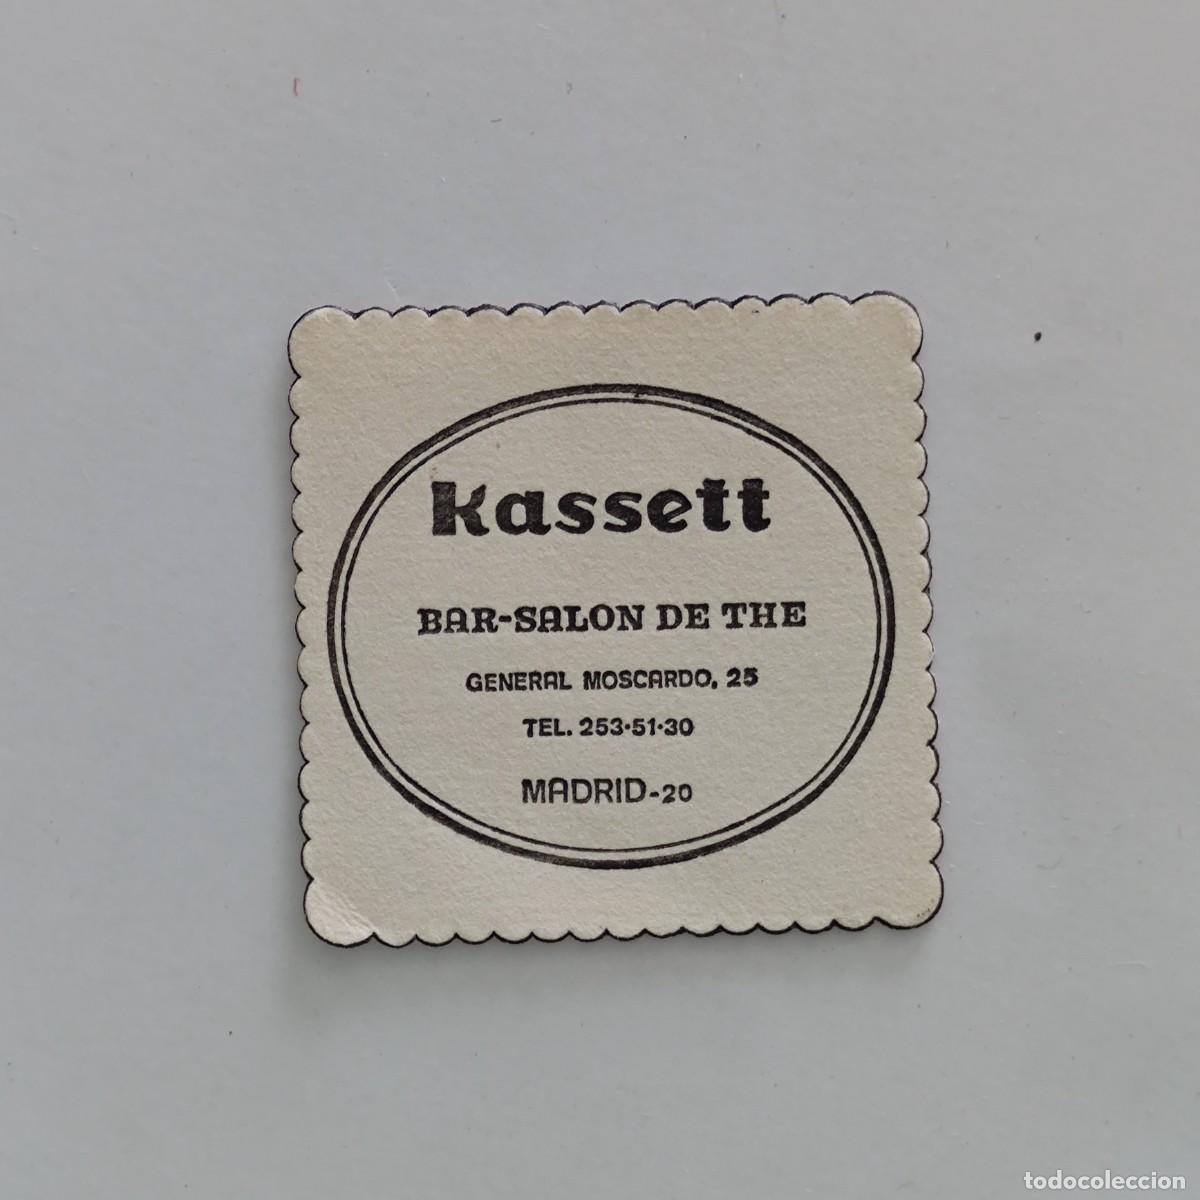 Kassett
BAR-SALON DE THE
GENERAL MOSCARDO, 25
TEL. 253·51·30
MADRID-20
todocoleccion